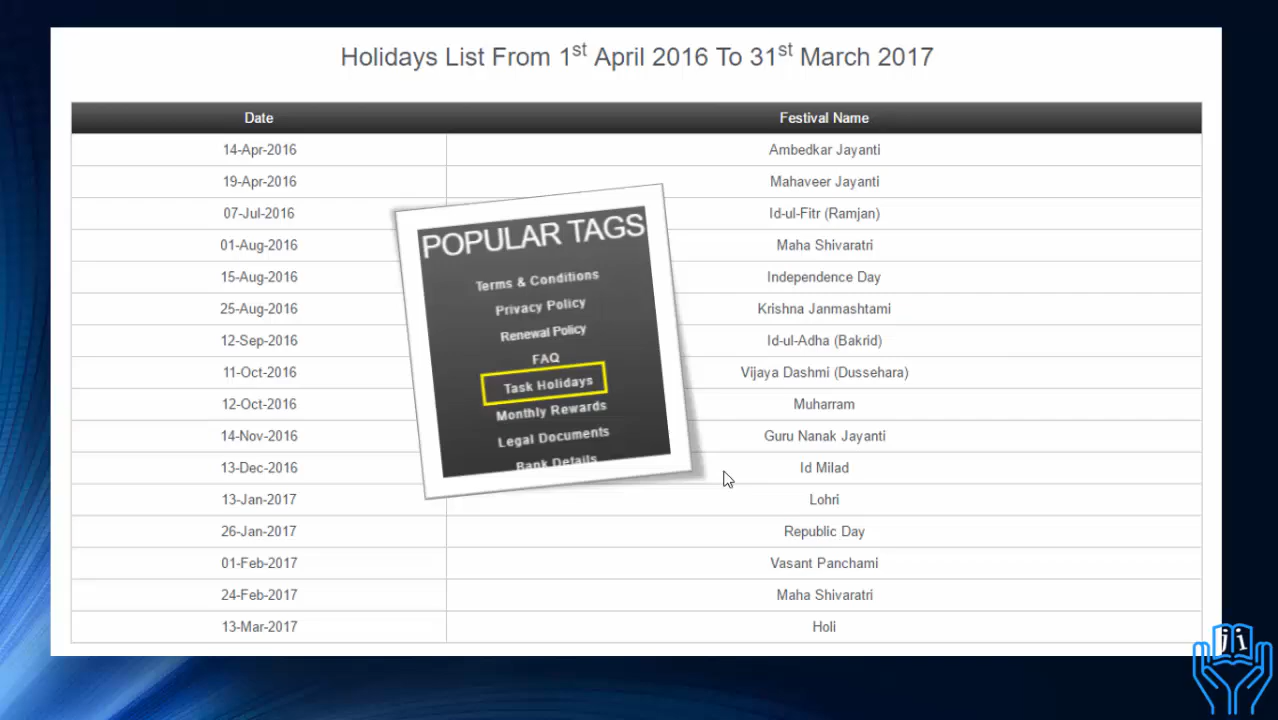 Holidays List From 1st April 2016 To 31st March 2017
Date Festival Name
14-Apr-2016 Ambedkar Jayanti
19-Apr-2016 Mahaveer Jayanti
07-Jul-2016 Id-ul-Fitr (Ramjan)
01-Aug-2016 Maha Shivaratri
15-Aug-2016 Independence Day
25-Aug-2016 Krishna Janmashtami
12-Sep-2016 Id-ul-Adha (Bakrid)
11-Oct-2016 Vijaya Dashmi (Dussehara)
12-Oct-2016 Muharram
14-Nov-2016 Guru Nanak Jayanti
13-Dec-2016 Id Milad
13-Jan-2017 Lohri
26-Jan-2017 Republic Day
01-Feb-2017 Vasant Panchami
24-Feb-2017 Maha Shivaratri
13-Mar-2017 Holi
POPULAR TAGS
Terms & Conditions
Privacy Policy
Renewal Policy
FAQ
Task Holidays
Monthly Rewards
Legal Documents
Bank Details
ji